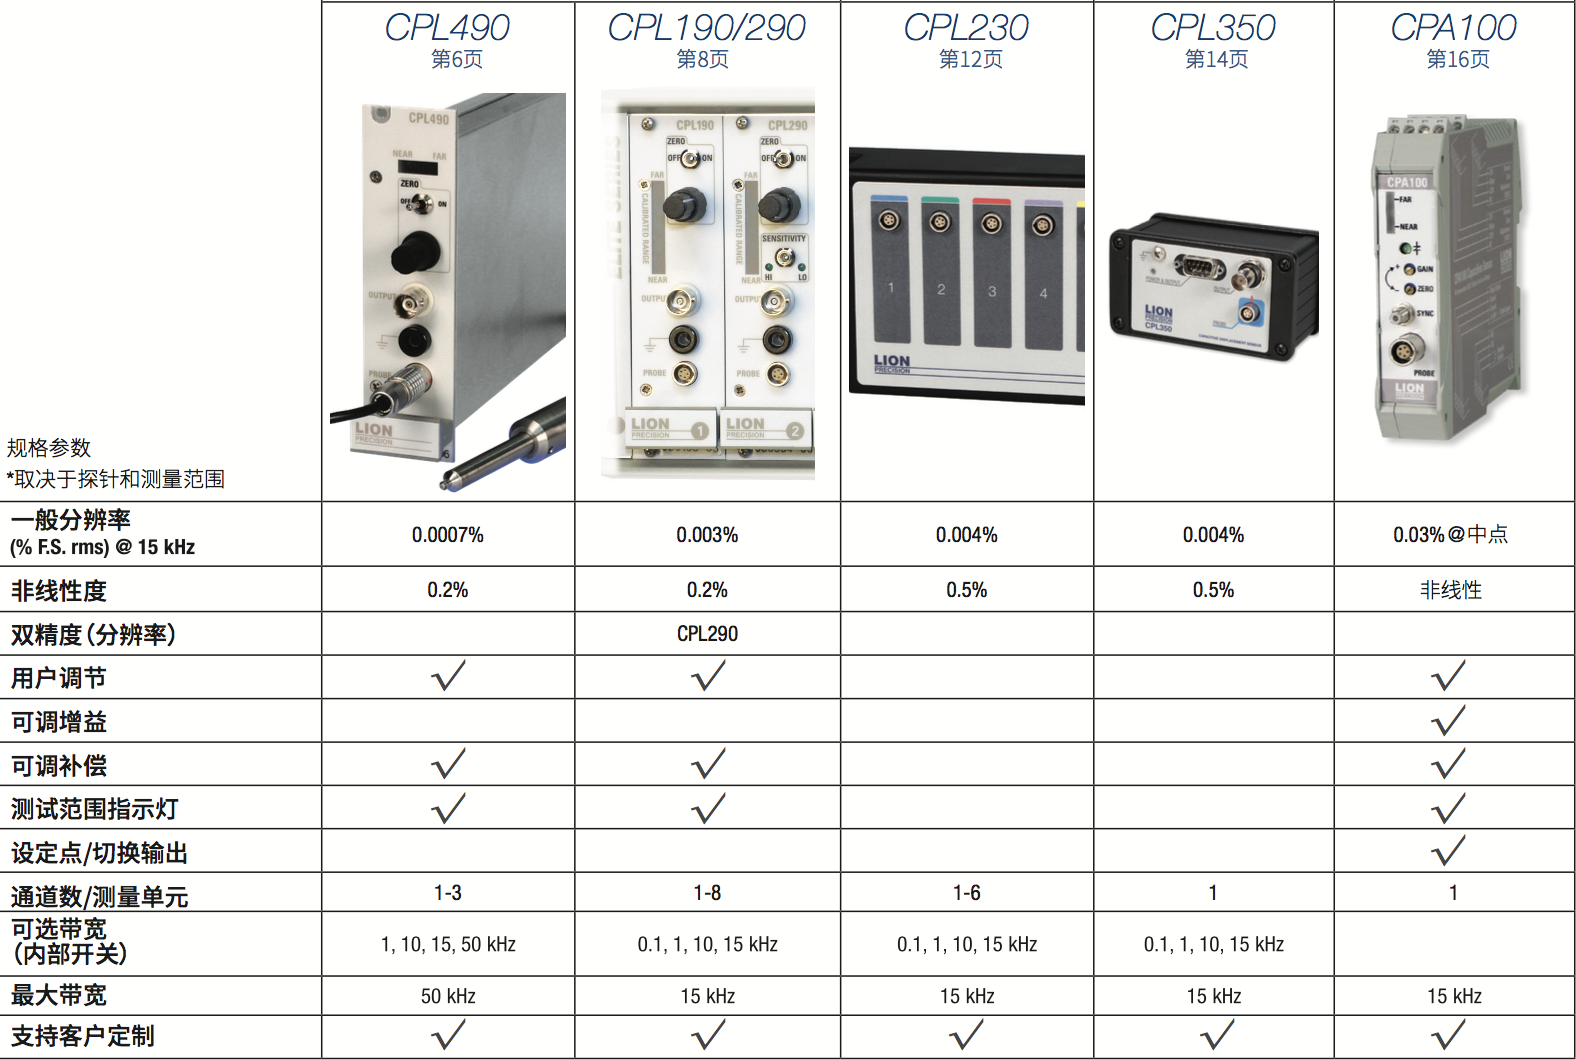 CPL490
第6页
CPL190/290
第8页
CPL230
第12页
CPL350
第14页
CPA100
第16页
CPL490
NEAR FAR
ZERO
OFF ON
OUTPUT
PROBE
LION
PRECISION
CPL190
ZERO
OFF ON
FAR
CALIBRATED RANGE
NEAR
OUTPUT
PROBE
LION
PRECISION
1
CPL290
ZERO
OFF ON
FAR
CALIBRATED RANGE
SENSITIVITY
HI LO
NEAR
OUTPUT
PROBE
LION
PRECISION
2
1
2
3
4
LION
PRECISION
POWER & OUTPUT
OUTPUT
LION
PRECISION
CPL350
PROBE
CAPACITIVE DISPLACEMENT SENSOR
CPA100
FAR
NEAR
+ GAIN
- ZERO
SYNC
PROBE
LION
PRECISION
规格参数
*取决于探针和测量范围
一般分辨率
(% F.S. rms) @ 15 kHz
0.0007% 0.003% 0.004% 0.004% 0.03%@中点
非线性度 0.2% 0.2% 0.5% 0.5% 非线性
双精度（分辨率） CPL290
用户调节 √ √ √
可调增益 √
可调补偿 √ √ √
测试范围指示灯 √ √ √
设定点/切换输出 √
通道数/测量单元 1-3 1-8 1-6 1 1
可选带宽
（内部开关）
1, 10, 15, 50 kHz 0.1, 1, 10, 15 kHz 0.1, 1, 10, 15 kHz 0.1, 1, 10, 15 kHz
最大带宽 50 kHz 15 kHz 15 kHz 15 kHz 15 kHz
支持客户定制 √ √ √ √ √